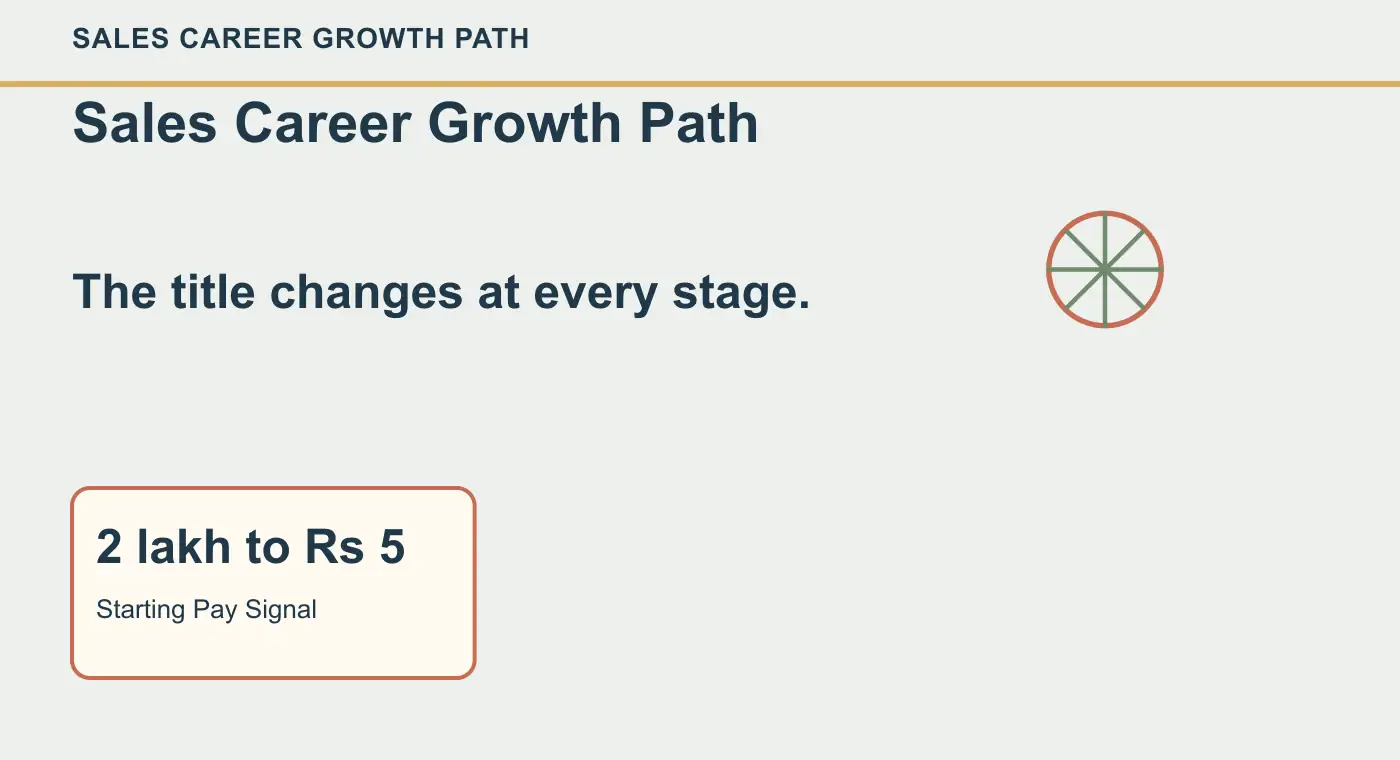 SALES CAREER GROWTH PATH
Sales Career Growth Path
The title changes at every stage.
2 lakh to Rs 5
Starting Pay Signal